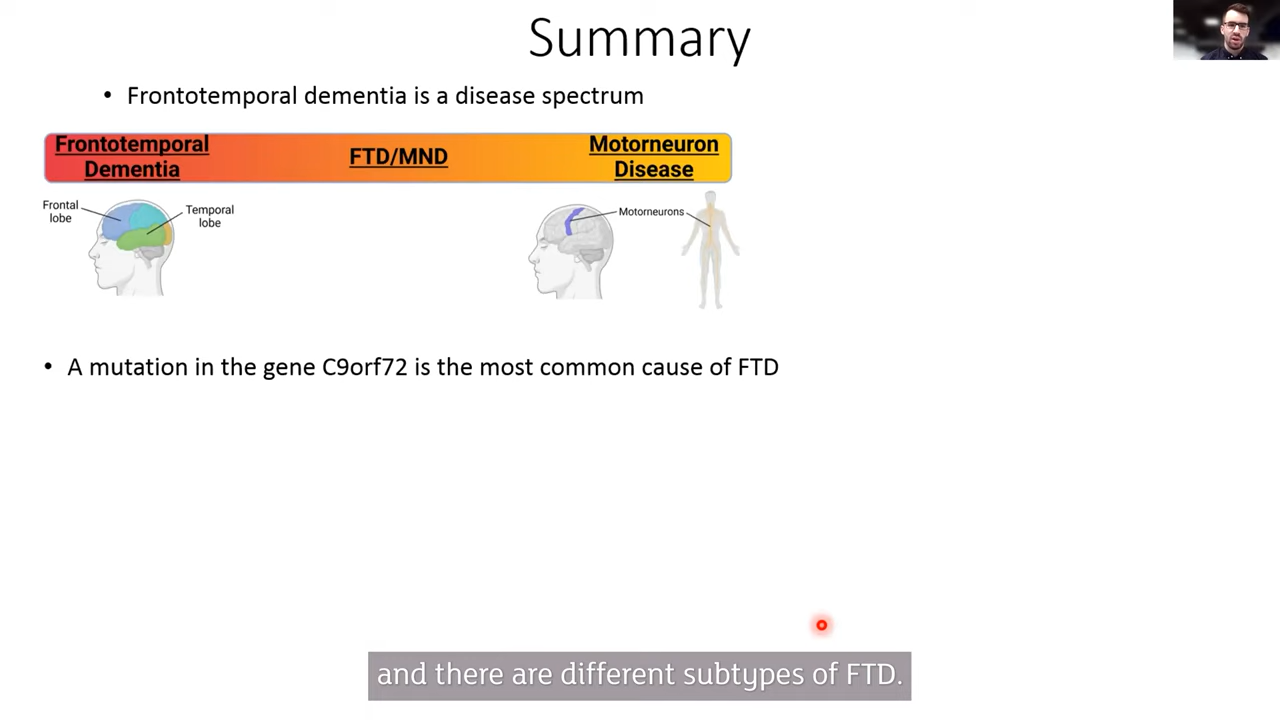 Summary
• Frontotemporal dementia is a disease spectrum
Frontotemporal
Dementia
FTD/MND
Motorneuron
Disease
Frontal
lobe
Temporal
lobe
Motorneurons
• A mutation in the gene C9orf72 is the most common cause of FTD
and there are different subtypes of FTD.